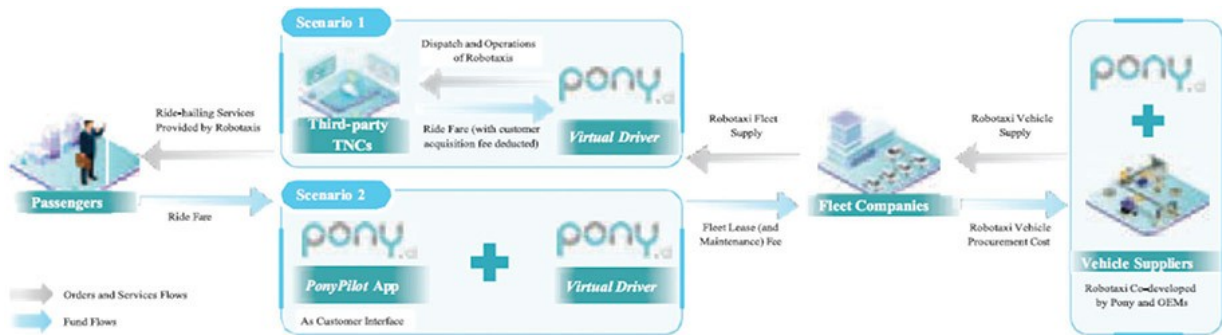 Scenario 1
Dispatch and Operations
of Robotaxis
pony.ai
Third-party
TNCs
Ride Fare (with customer
acquisition fee deducted)
Virtual Driver
Ride-hailing Services
Provided by Robotaxis
Passengers
Ride Fare
Scenario 2
pony.ai
PonyPilot App
As Customer Interface
pony.ai
Virtual Driver
Robotaxi Fleet
Supply
Fleet Lease (and
Maintenance) Fee
Fleet Companies
Robotaxi Vehicle
Supply
Robotaxi Vehicle
Procurement Cost
pony.ai
Vehicle Suppliers
Robotaxi Co-developed
by Pony and OEMs
Orders and Services Flows
Fund Flows